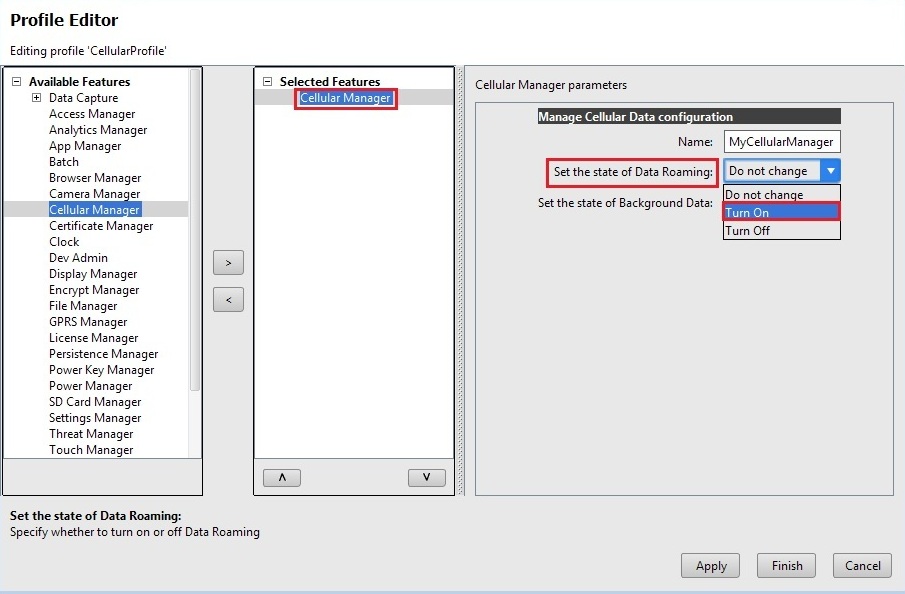 Profile Editor
Editing profile 'CellularProfile'
Available Features
Data Capture
Access Manager
Analytics Manager
App Manager
Batch
Browser Manager
Camera Manager
Cellular Manager
Certificate Manager
Clock
Dev Admin
Display Manager
Encrypt Manager
File Manager
GPRS Manager
License Manager
Persistence Manager
Power Key Manager
Power Manager
SD Card Manager
Settings Manager
Threat Manager
Touch Manager
>
<
Selected Features
Cellular Manager
Cellular Manager parameters
Manage Cellular Data configuration
Name: MyCellularManager
Set the state of Data Roaming: Do not change
Do not change
Turn On
Turn Off
Set the state of Background Data:
Set the state of Data Roaming:
Specify whether to turn on or off Data Roaming
Apply Finish Cancel